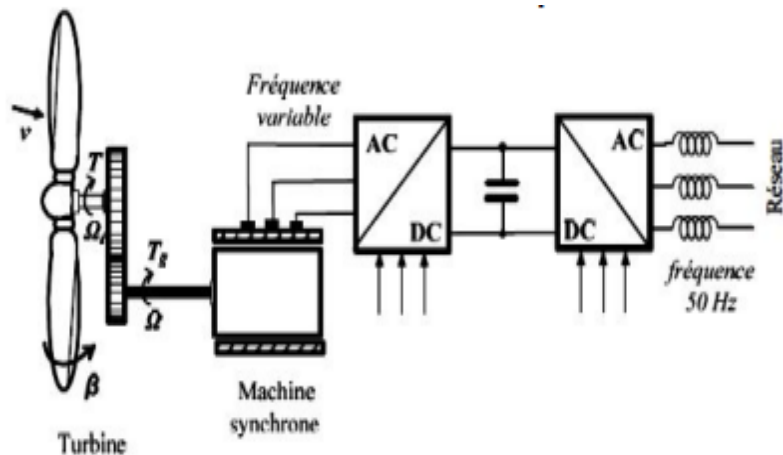 Fréquence
variable
AC
DC
AC
DC
Réseau
fréquence
50 Hz
v
T
Ωt
Tg
Ω
β
Machine
synchrone
Turbine